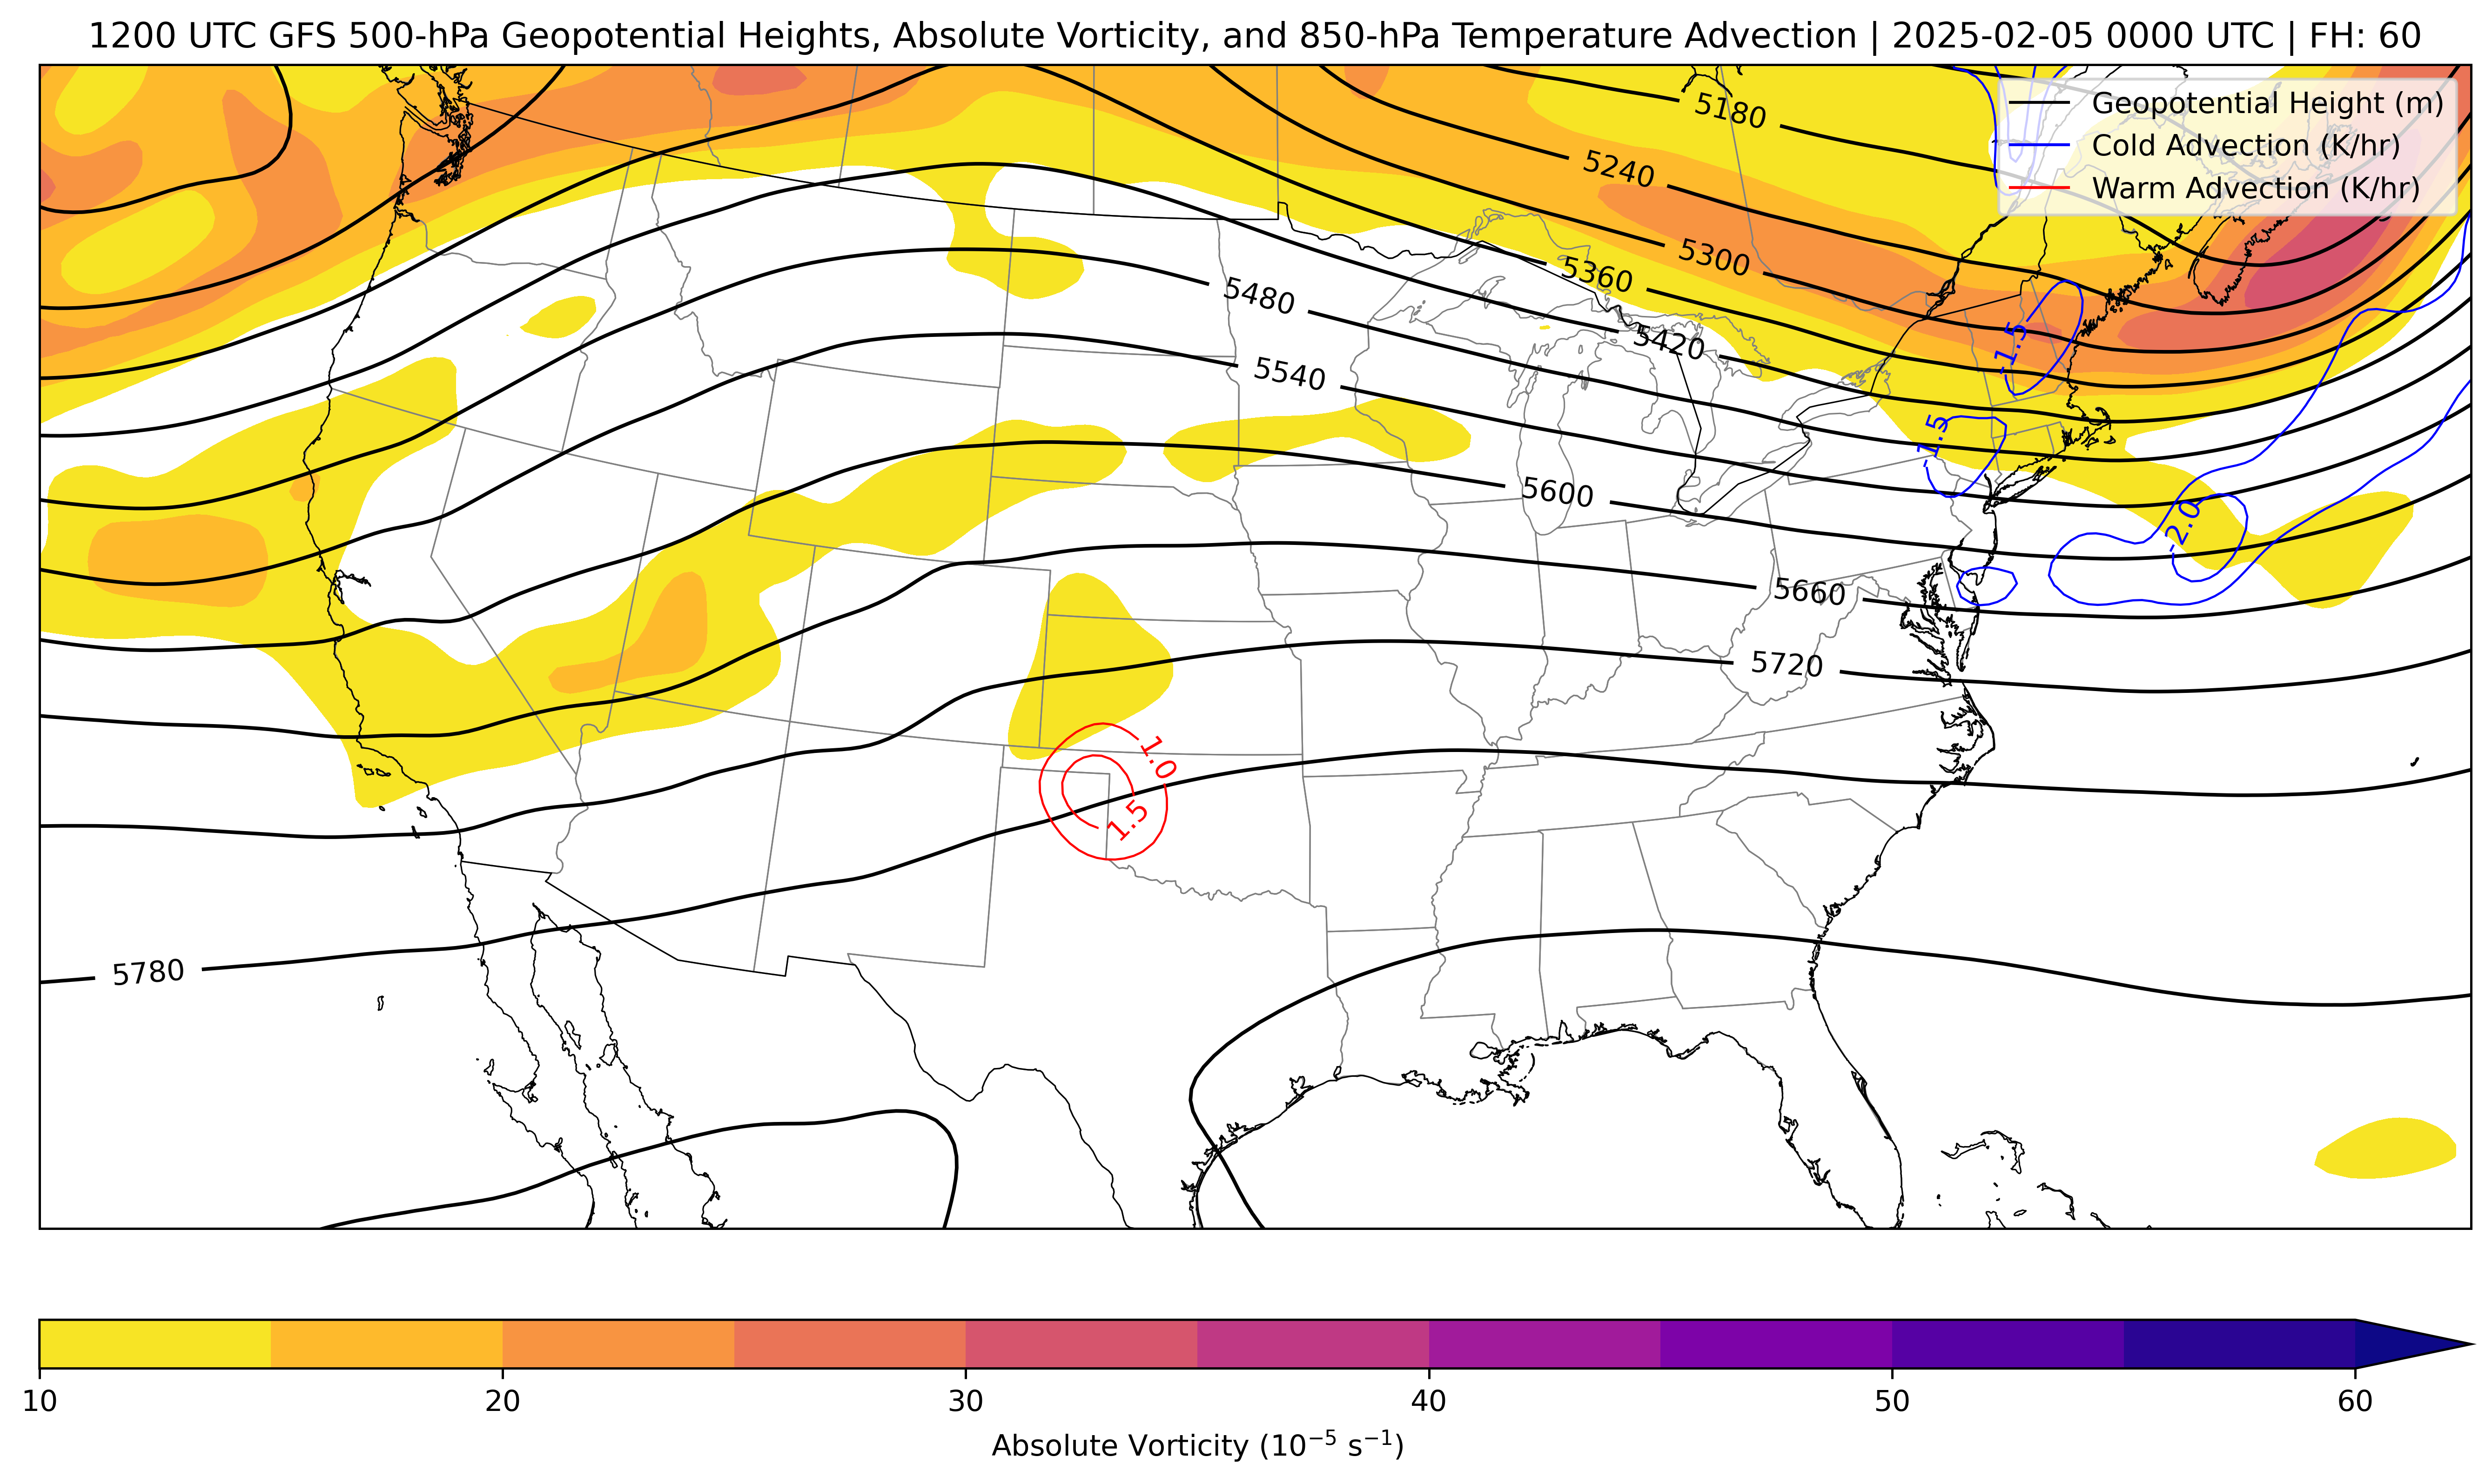 1200 UTC GFS 500-hPa Geopotential Heights, Absolute Vorticity, and 850-hPa Temperature Advection | 2025-02-05 0000 UTC | FH: 60
Geopotential Height (m)
Cold Advection (K/hr)
Warm Advection (K/hr)
5180
5240
5300
5360
5480
5420
5540
-1.5
-1.5
5600
-2.0
5660
5720
1.0
1.5
5780
10 20 30 40 50 60
Absolute Vorticity (10⁻⁵ s⁻¹)